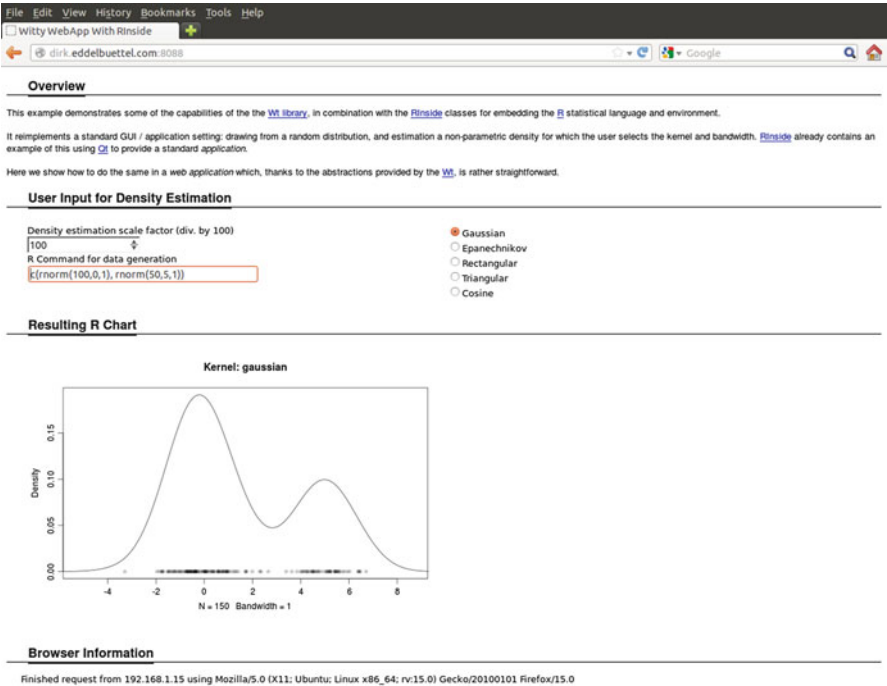 File Edit View History Bookmarks Tools Help
Witty WebApp With RInside
dirk.eddelbuettel.com:8088
Google
Overview
This example demonstrates some of the capabilities of the the Wt library, in combination with the RInside classes for embedding the R statistical language and environment.
It reimplements a standard GUI / application setting: drawing from a random distribution, and estimation a non-parametric density for which the user selects the kernel and bandwidth. RInside already contains an
example of this using Qt to provide a standard application.
Here we show how to do the same in a web application which, thanks to the abstractions provided by the Wt, is rather straightforward.
User Input for Density Estimation
Density estimation scale factor (div. by 100)
100
R Command for data generation
c(rnorm(100,0,1), rnorm(50,5,1))
Gaussian
Epanechnikov
Rectangular
Triangular
Cosine
Resulting R Chart
Kernel: gaussian
Density
0.15
0.10
0.05
0.00
-4 -2 0 2 4 6 8
N = 150 Bandwidth = 1
Browser Information
Finished request from 192.168.1.15 using Mozilla/5.0 (X11; Ubuntu; Linux x86_64; rv:15.0) Gecko/20100101 Firefox/15.0